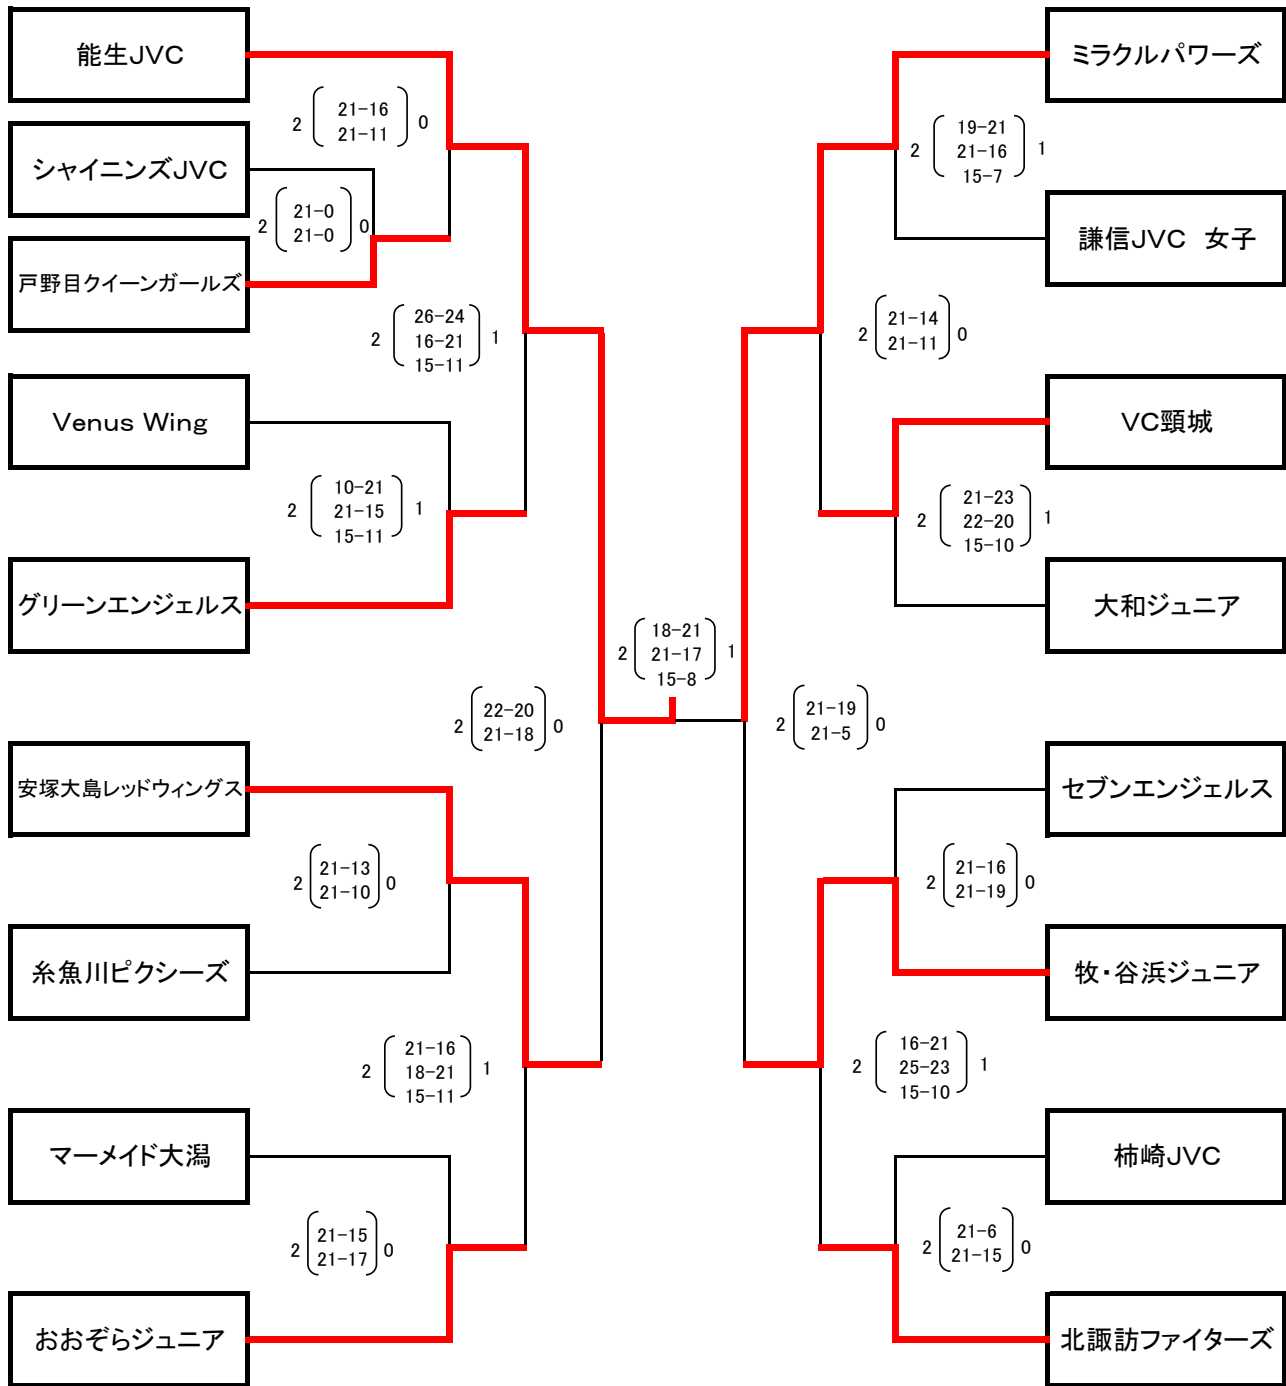 能生JVC
2 21-16 0
21-11
シャイニンズJVC
2 21-0 0
21-0
戸野目クイーンガールズ
26-24
2 16-21 1
15-11
Venus Wing
10-21
2 21-15 1
15-11
グリーンエンジェルス
2 22-20 0
21-18
安塚大島レッドウィングス
2 21-13 0
21-10
糸魚川ピクシーズ
21-16
2 18-21 1
15-11
マーメイド大潟
2 21-15 0
21-17
おおぞらジュニア
18-21
2 21-17 1
15-8
ミラクルパワーズ
19-21
2 21-16 1
15-7
謙信JVC 女子
2 21-14 0
21-11
VC頸城
21-23
2 22-20 1
15-10
大和ジュニア
2 21-19 0
21-5
セブンエンジェルス
2 21-16 0
21-19
牧・谷浜ジュニア
16-21
2 25-23 1
15-10
柿崎JVC
2 21-6 0
21-15
北諏訪ファイターズ